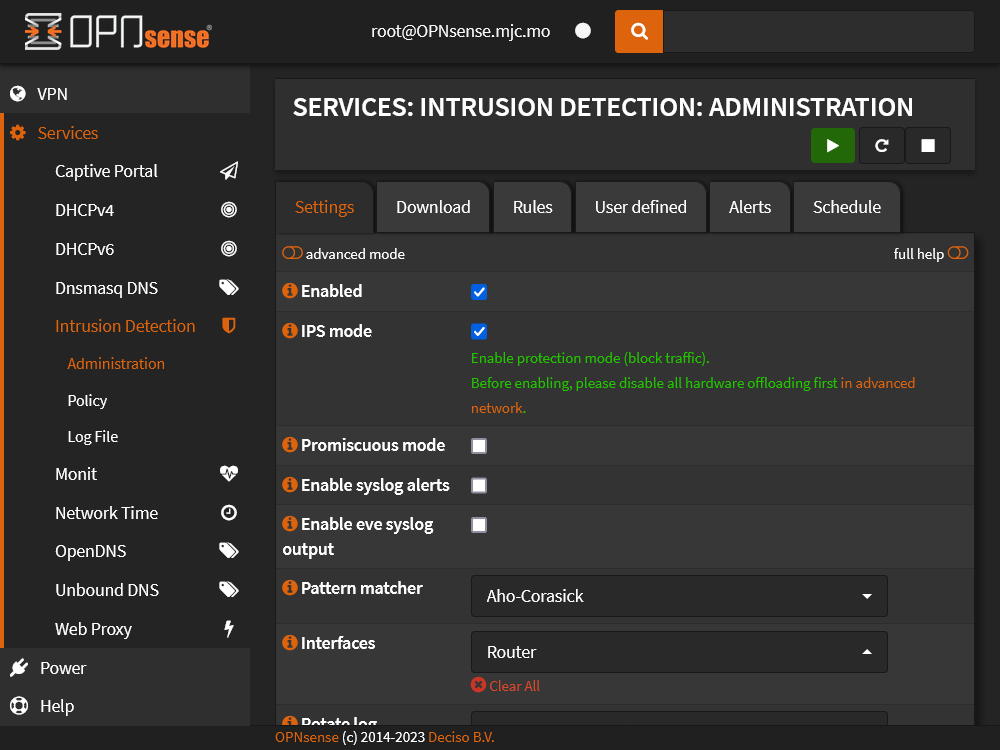 OPNsense®
root@OPNsense.mjc.mo
VPN
Services
Captive Portal
DHCPv4
DHCPv6
Dnsmasq DNS
Intrusion Detection
Administration
Policy
Log File
Monit
Network Time
OpenDNS
Unbound DNS
Web Proxy
Power
Help
SERVICES: INTRUSION DETECTION: ADMINISTRATION
Settings
Download
Rules
User defined
Alerts
Schedule
advanced mode
full help
Enabled
IPS mode
Enable protection mode (block traffic).
Before enabling, please disable all hardware offloading first in advanced
network.
Promiscuous mode
Enable syslog alerts
Enable eve syslog
output
Pattern matcher
Aho-Corasick
Interfaces
Router
Clear All
Rotate log
OPNsense (c) 2014-2023 Deciso B.V.